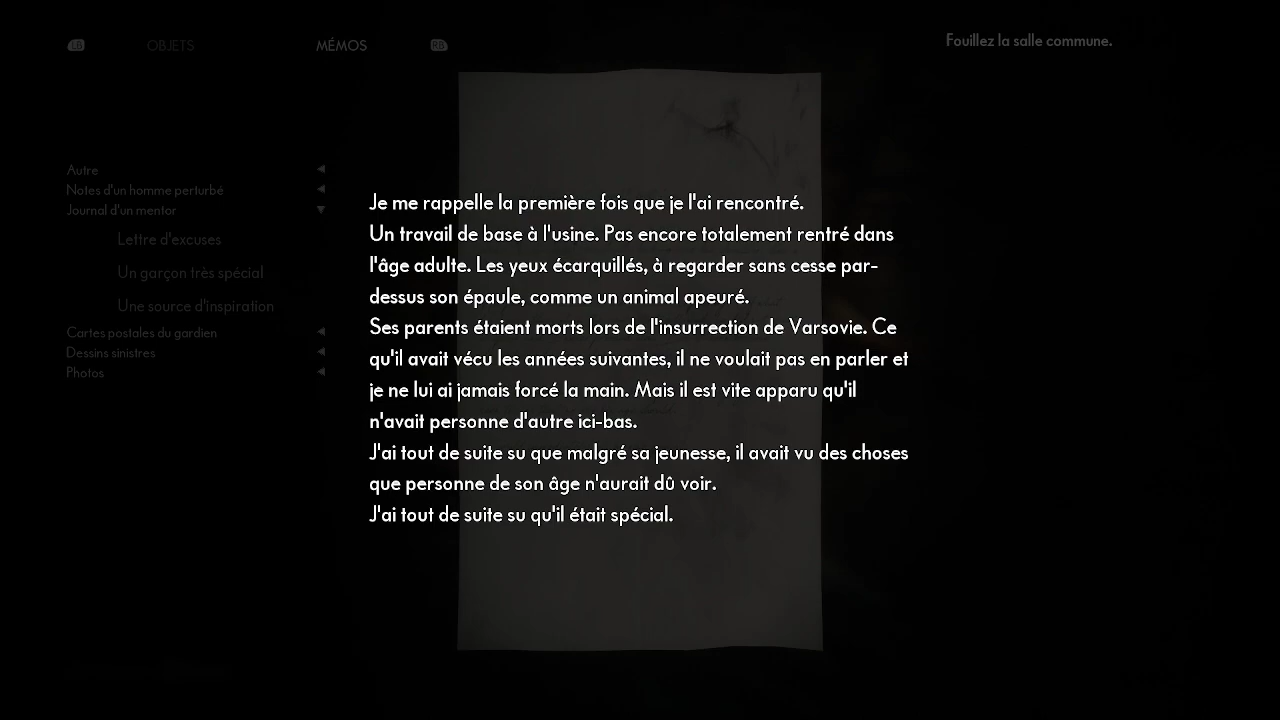 LB
OBJETS
MÉMOS
RB
Fouillez la salle commune.
Autre
Notes d'un homme perturbé
Journal d'un mentor
Lettre d'excuses
Un garçon très spécial
Une source d'inspiration
Cartes postales du gardien
Dessins sinistres
Photos
Je me rappelle la première fois que je l'ai rencontré.
Un travail de base à l'usine. Pas encore totalement rentré dans
l'âge adulte. Les yeux écarquillés, à regarder sans cesse par-
dessus son épaule, comme un animal apeuré.
Ses parents étaient morts lors de l'insurrection de Varsovie. Ce
qu'il avait vécu les années suivantes, il ne voulait pas en parler et
je ne lui ai jamais forcé la main. Mais il est vite apparu qu'il
n'avait personne d'autre ici-bas.
J'ai tout de suite su que malgré sa jeunesse, il avait vu des choses
que personne de son âge n'aurait dû voir.
J'ai tout de suite su qu'il était spécial.